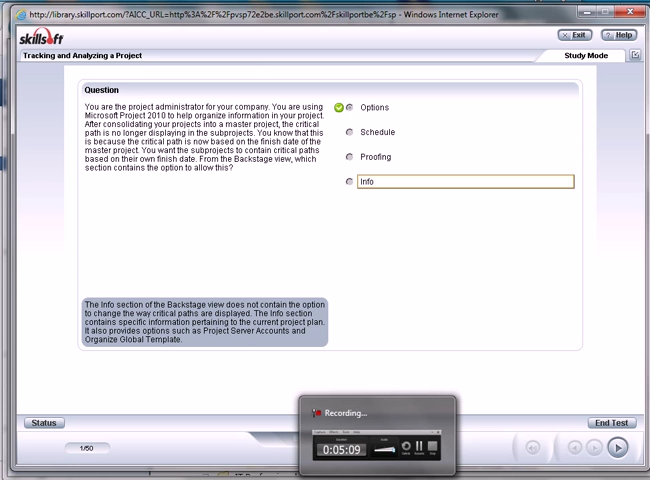 http://library.skillport.com/?AICC_URL=http%3A%2F%2Fpvsp72e2be.skillport.com%2Fskillportbe%2Fsp - Windows Internet Explorer
skillsoft
Exit
Help
Tracking and Analyzing a Project
Study Mode
Question
You are the project administrator for your company. You are using
Microsoft Project 2010 to help organize information in your project.
After consolidating your projects into a master project, the critical
path is no longer displaying in the subprojects. You know that this
is because the critical path is now based on the finish date of the
master project. You want the subprojects to contain critical paths
based on their own finish date. From the Backstage view, which
section contains the option to allow this?
Options
Schedule
Proofing
Info
The Info section of the Backstage view does not contain the option
to change the way critical paths are displayed. The Info section
contains specific information pertaining to the current project plan.
It also provides options such as Project Server Accounts and
Organize Global Template.
Recording...
0:05:09
Status
End Test
1/50